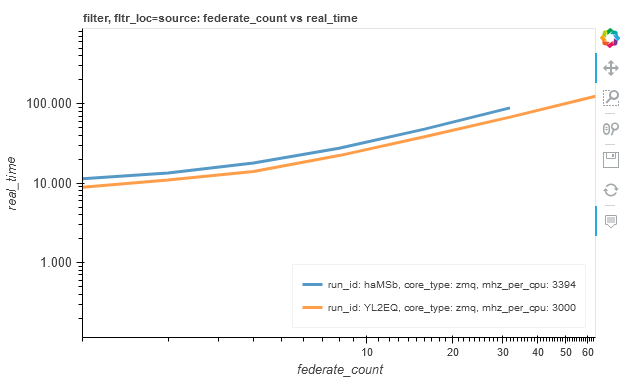 filter, fltr_loc=source: federate_count vs real_time
100.000
10.000
1.000
real_time
run_id: haMSb, core_type: zmq, mhz_per_cpu: 3394
run_id: YL2EQ, core_type: zmq, mhz_per_cpu: 3000
10 20 30 40 50 60
federate_count